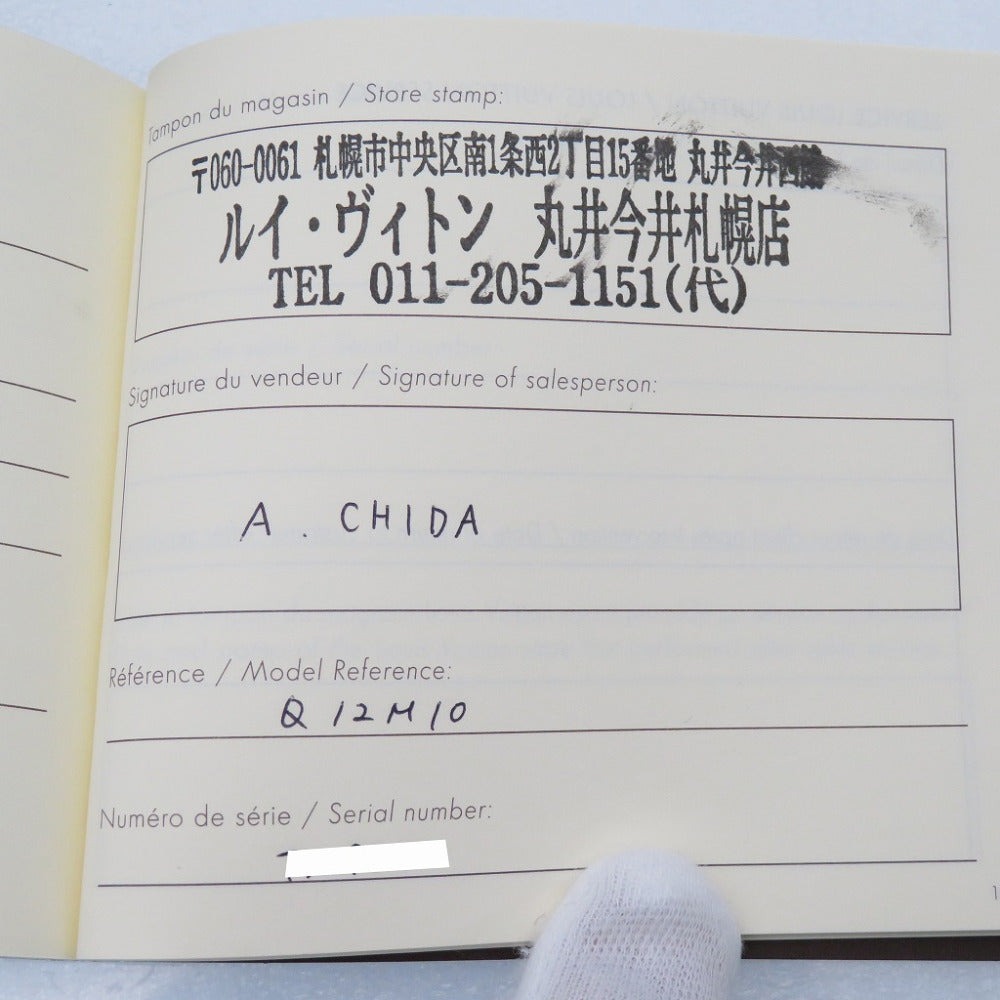 Tampon du magasin / Store stamp:
〒060-0061 札幌市中央区南1条西2丁目15番地 丸井今井西館
ルイ・ヴィトン 丸井今井札幌店
TEL 011-205-1151(代)
Signature du vendeur / Signature of salesperson:
A. CHIDA
Référence / Model Reference:
Q12M10
Numéro de série / Serial number: